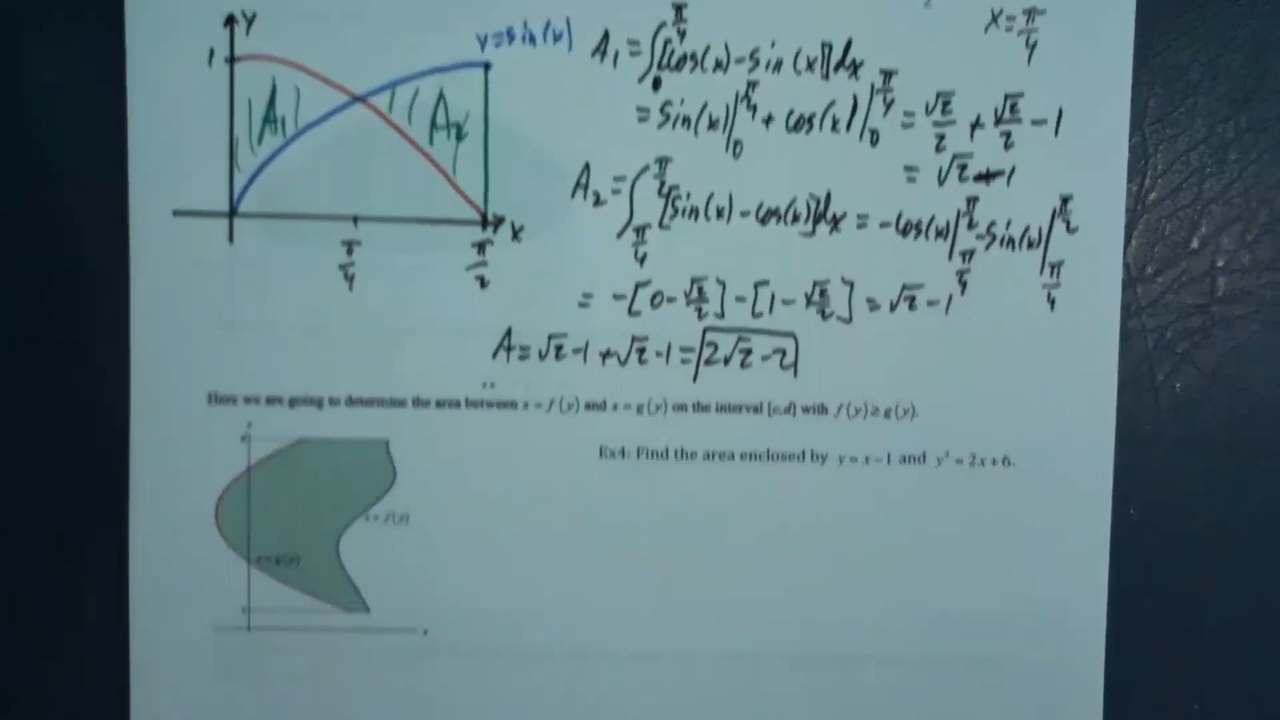 y
1
y=sin(x)
A₁
A₂
x
π/4
π/2
x=π/4
A₁=∫₀^{π/4}[cos(x)-sin(x)]dx
=sin(x)|₀^{π/4}+cos(x)|₀^{π/4}=√2/2+√2/2-1
=√2-1
A₂=∫_{π/4}^{π/2}[sin(x)-cos(x)]dx=-cos(x)|_{π/4}^{π/2}-sin(x)|_{π/4}^{π/2}
=-[0-√2/2]-[1-√2/2]=√2-1
A=√2-1+√2-1=2√2-2
Here we are going to determine the area between x=f(y) and x=g(y) on the interval [c,d] with f(y)≥g(y).
Ex4: Find the area enclosed by y=x-1 and y²=2x+6.
x=f(y)
x=g(y)
x